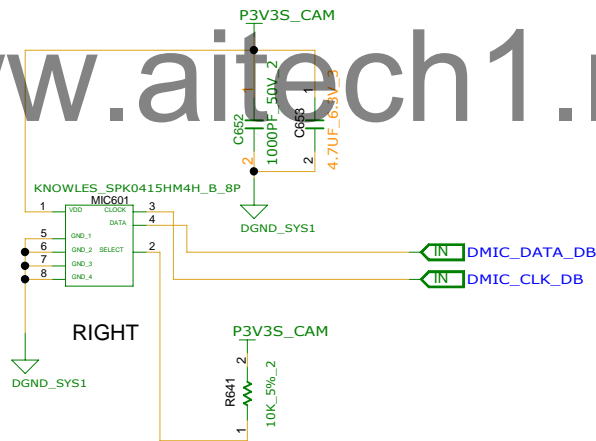 P3V3S_CAM
w.aitech1.
1
1
C652
1000PF_50V_2
C653
4.7UF_6.3V_3
2
2
DGND_SYS1
KNOWLES_SPK0415HM4H_B_8P
MIC601
1 VDD CLOCK 3
DATA 4
5 GND_1
6 GND_2 SELECT 2
7 GND_3
8 GND_4
IN DMIC_DATA_DB
IN DMIC_CLK_DB
RIGHT
DGND_SYS1
P3V3S_CAM
2
R641
10K_5%_2
1